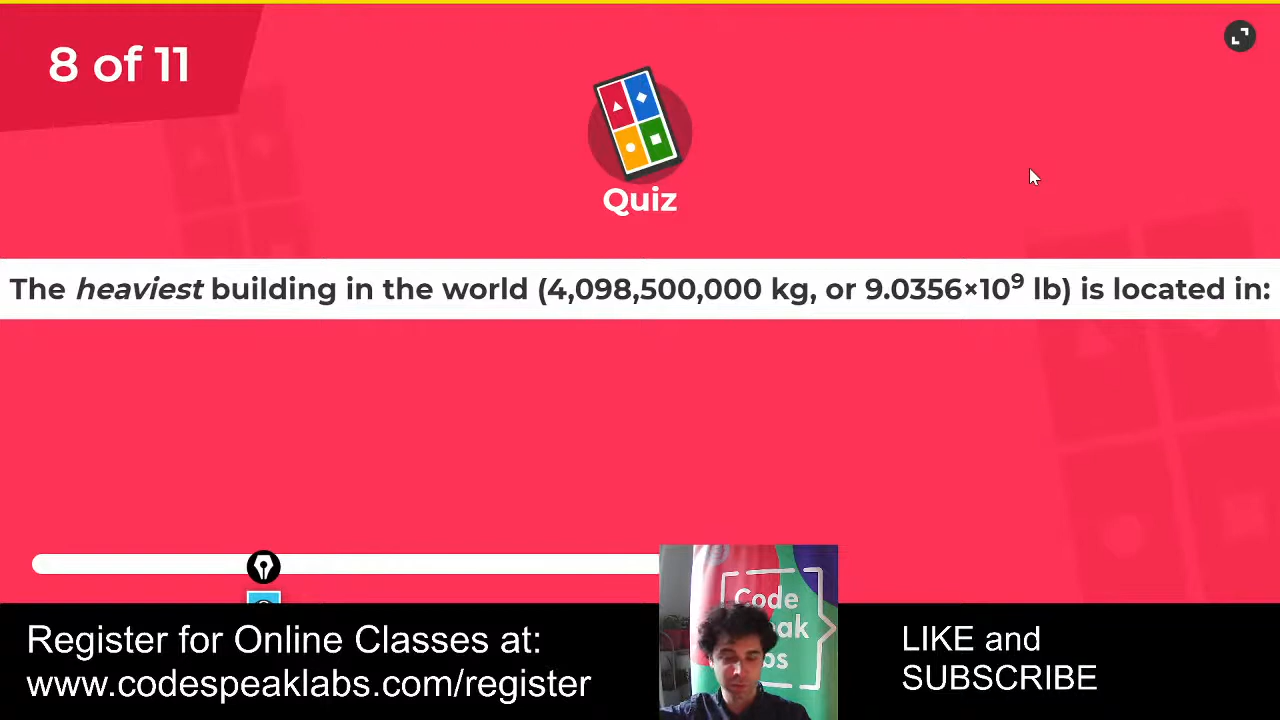 8 of 11
Quiz
The heaviest building in the world (4,098,500,000 kg, or 9.0356×10⁹ lb) is located in:
Code
Register for Online Classes at:
www.codespeaklabs.com/register
LIKE and
SUBSCRIBE